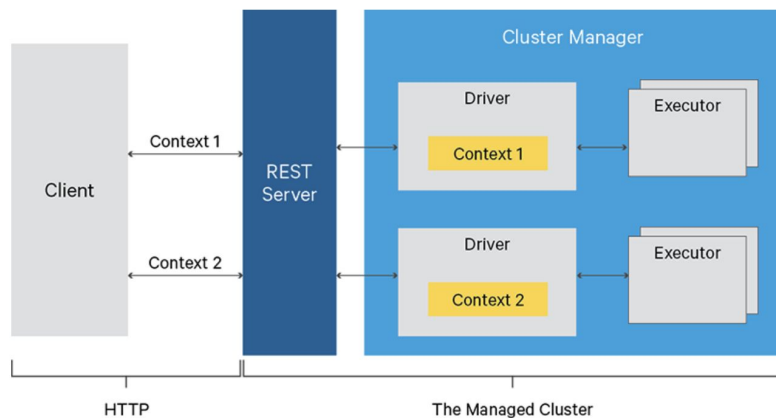 Cluster Manager
Client
Context 1
Context 2
REST
Server
Driver
Context 1
Executor
Driver
Context 2
Executor
HTTP
The Managed Cluster